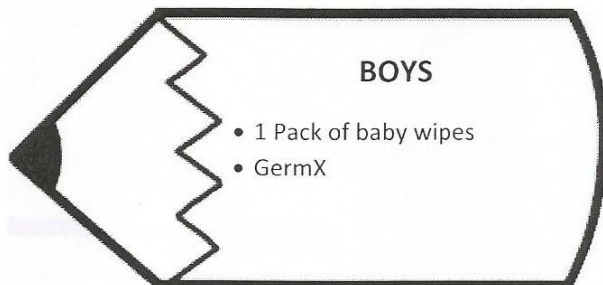 BOYS
• 1 Pack of baby wipes
• GermX